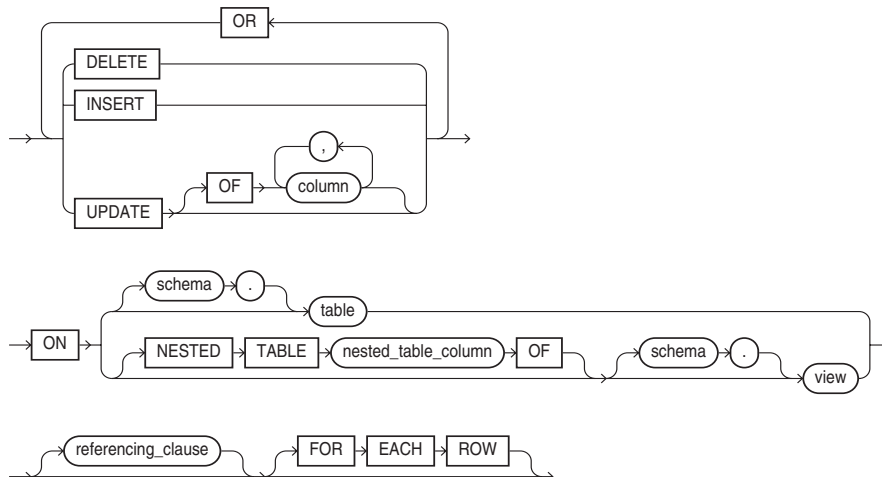 OR
DELETE
INSERT
,
OF column
UPDATE
schema .
table
ON
NESTED TABLE nested_table_column OF schema .
view
referencing_clause FOR EACH ROW